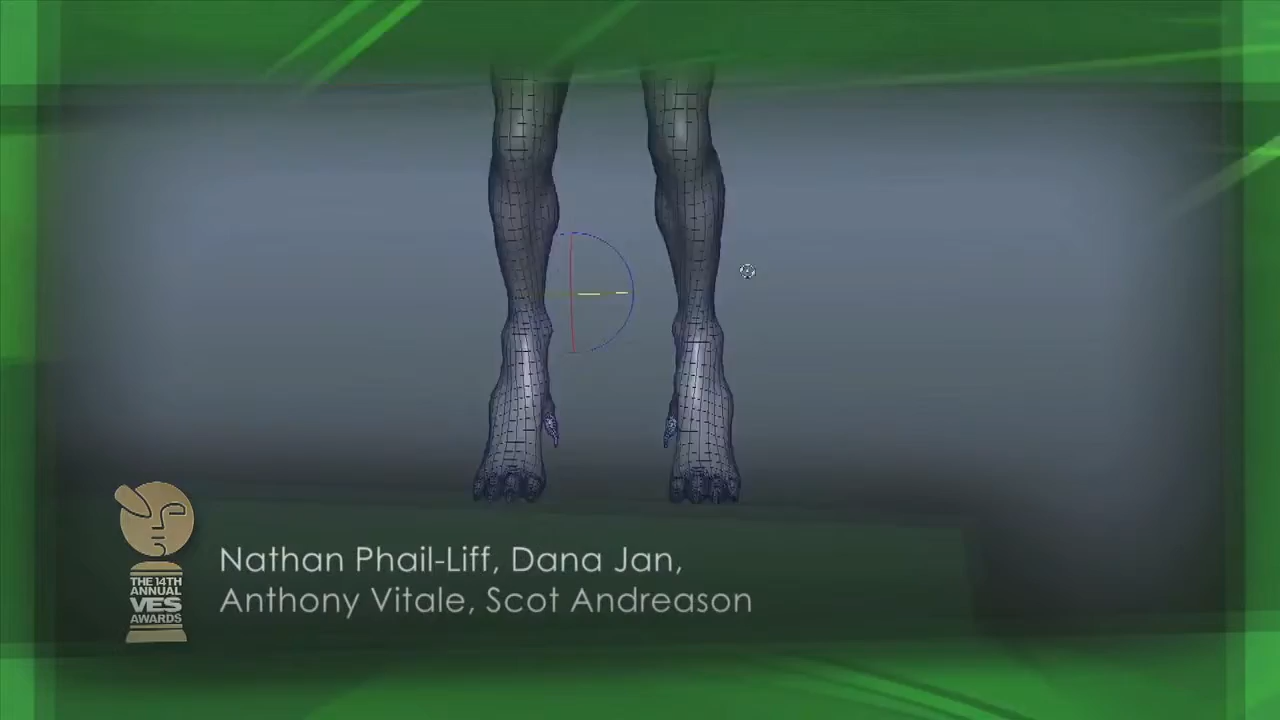 THE 14TH
ANNUAL
VES
AWARDS
Nathan Phail-Liff, Dana Jan,
Anthony Vitale, Scot Andreason